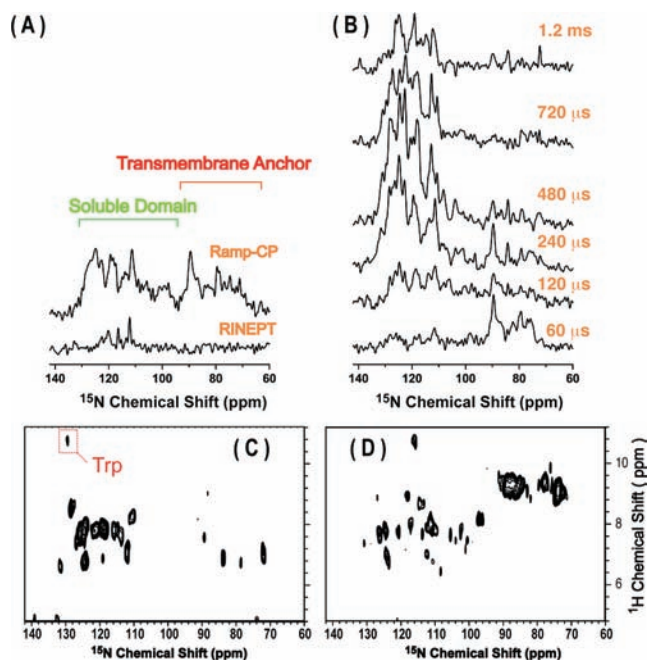 (A)
Transmembrane Anchor
Soluble Domain
Ramp-CP
RINEPT
140 120 100 80 60
¹⁵N Chemical Shift (ppm)
(B)
1.2 ms
720 μs
480 μs
240 μs
120 μs
60 μs
140 120 100 80 60
¹⁵N Chemical Shift (ppm)
(C)
Trp
140 130 120 110 100 90 80 70 60
¹⁵N Chemical Shift (ppm)
(D)
140 130 120 110 100 90 80 70 60
¹⁵N Chemical Shift (ppm)
10
8
6
¹H Chemical Shift (ppm)